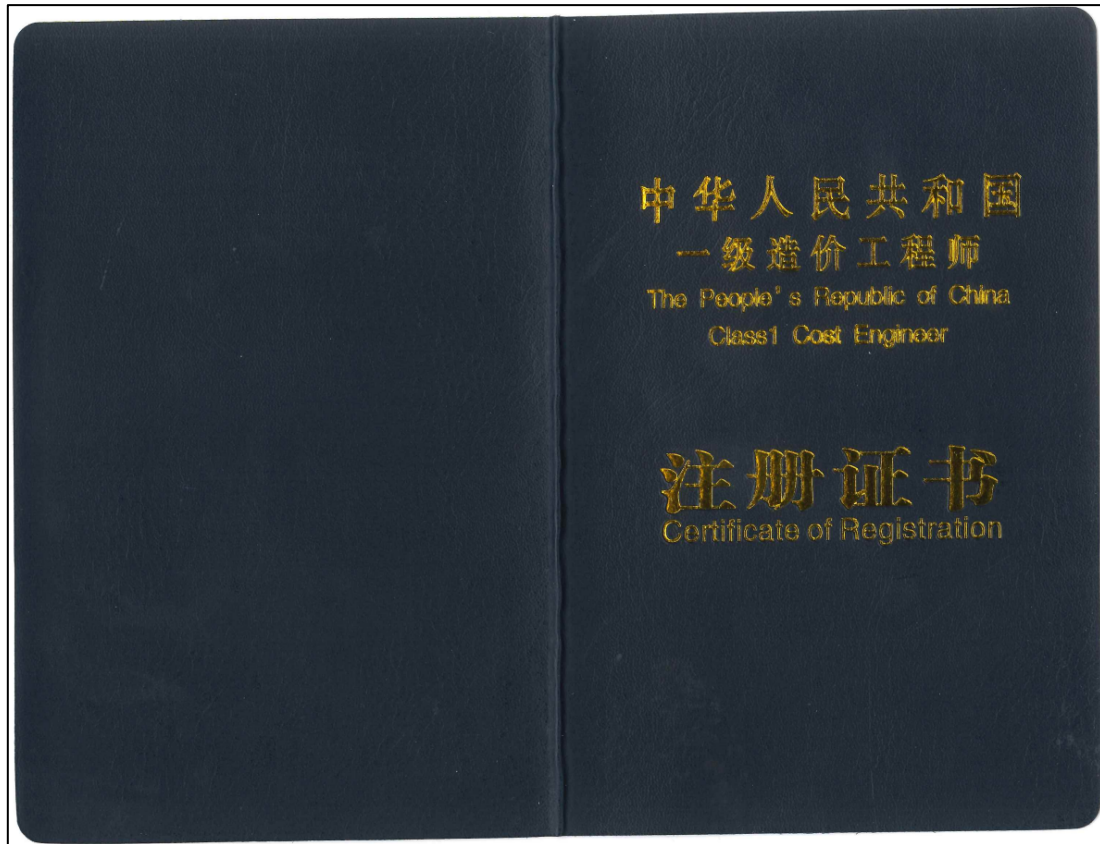 中华人民共和国
一级造价工程师
The People's Republic of China
Class1 Cost Engineer
注册证书
Certificate of Registration